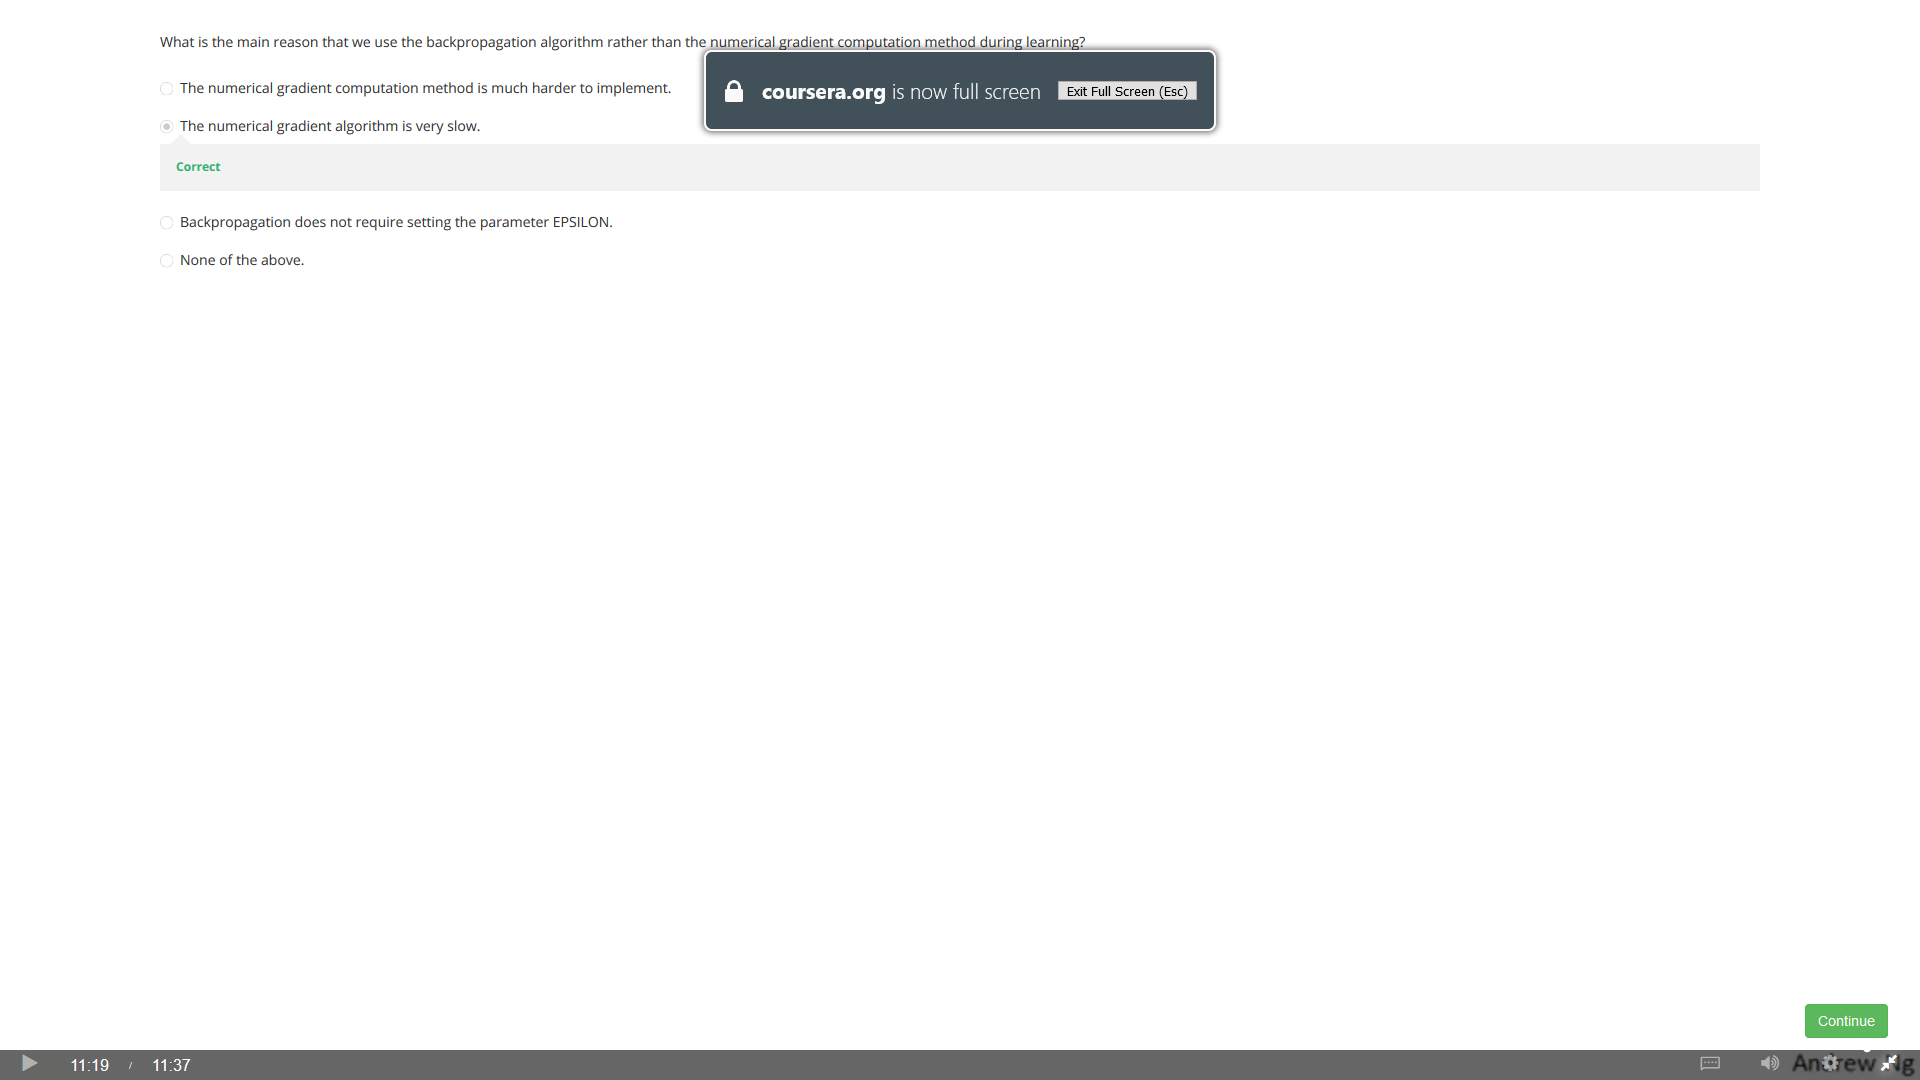 What is the main reason that we use the backpropagation algorithm rather than the numerical gradient computation method during learning?
The numerical gradient computation method is much harder to implement.
coursera.org is now full screen
Exit Full Screen (Esc)
The numerical gradient algorithm is very slow.
Correct
Backpropagation does not require setting the parameter EPSILON.
None of the above.
Continue
11:19 / 11:37
Andrew Ng